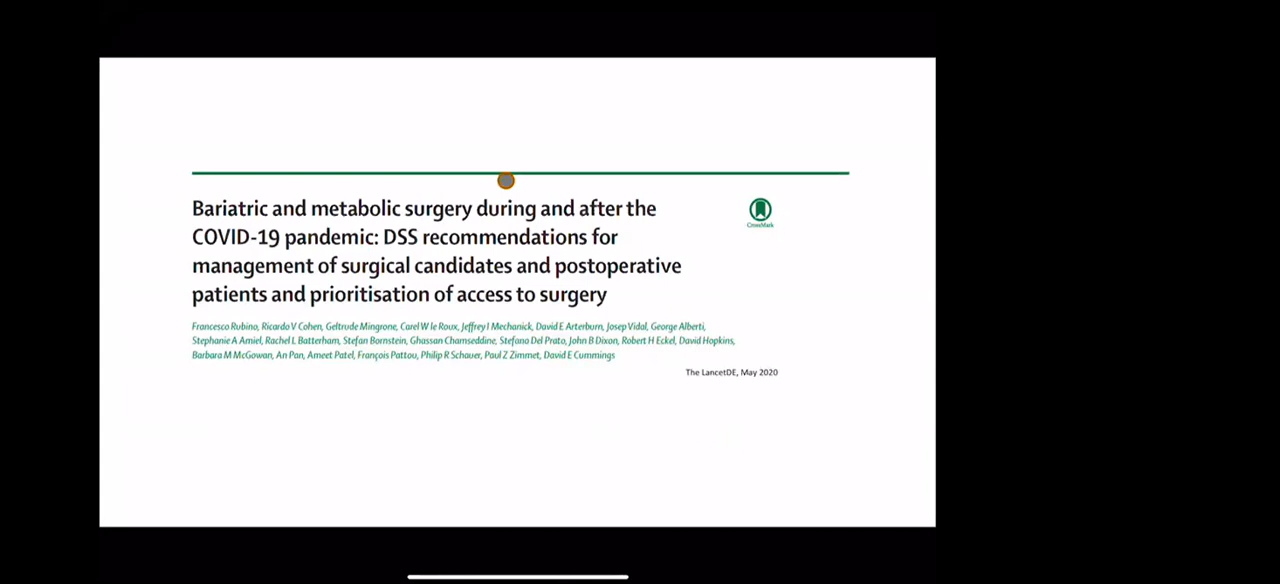 Bariatric and metabolic surgery during and after the
COVID-19 pandemic: DSS recommendations for
management of surgical candidates and postoperative
patients and prioritisation of access to surgery
CrossMark
Francesco Rubino, Ricardo V Cohen, Geltrude Mingrone, Carel W le Roux, Jeffrey I Mechanick, David E Arterburn, Josep Vidal, George Alberti,
Stephanie A Amiel, Rachel L Batterham, Stefan Bornstein, Ghassan Chamseddine, Stefano Del Prato, John B Dixon, Robert H Eckel, David Hopkins,
Barbara M McGowan, An Pan, Ameet Patel, François Pattou, Philip R Schauer, Paul Z Zimmet, David E Cummings
The LancetDE, May 2020